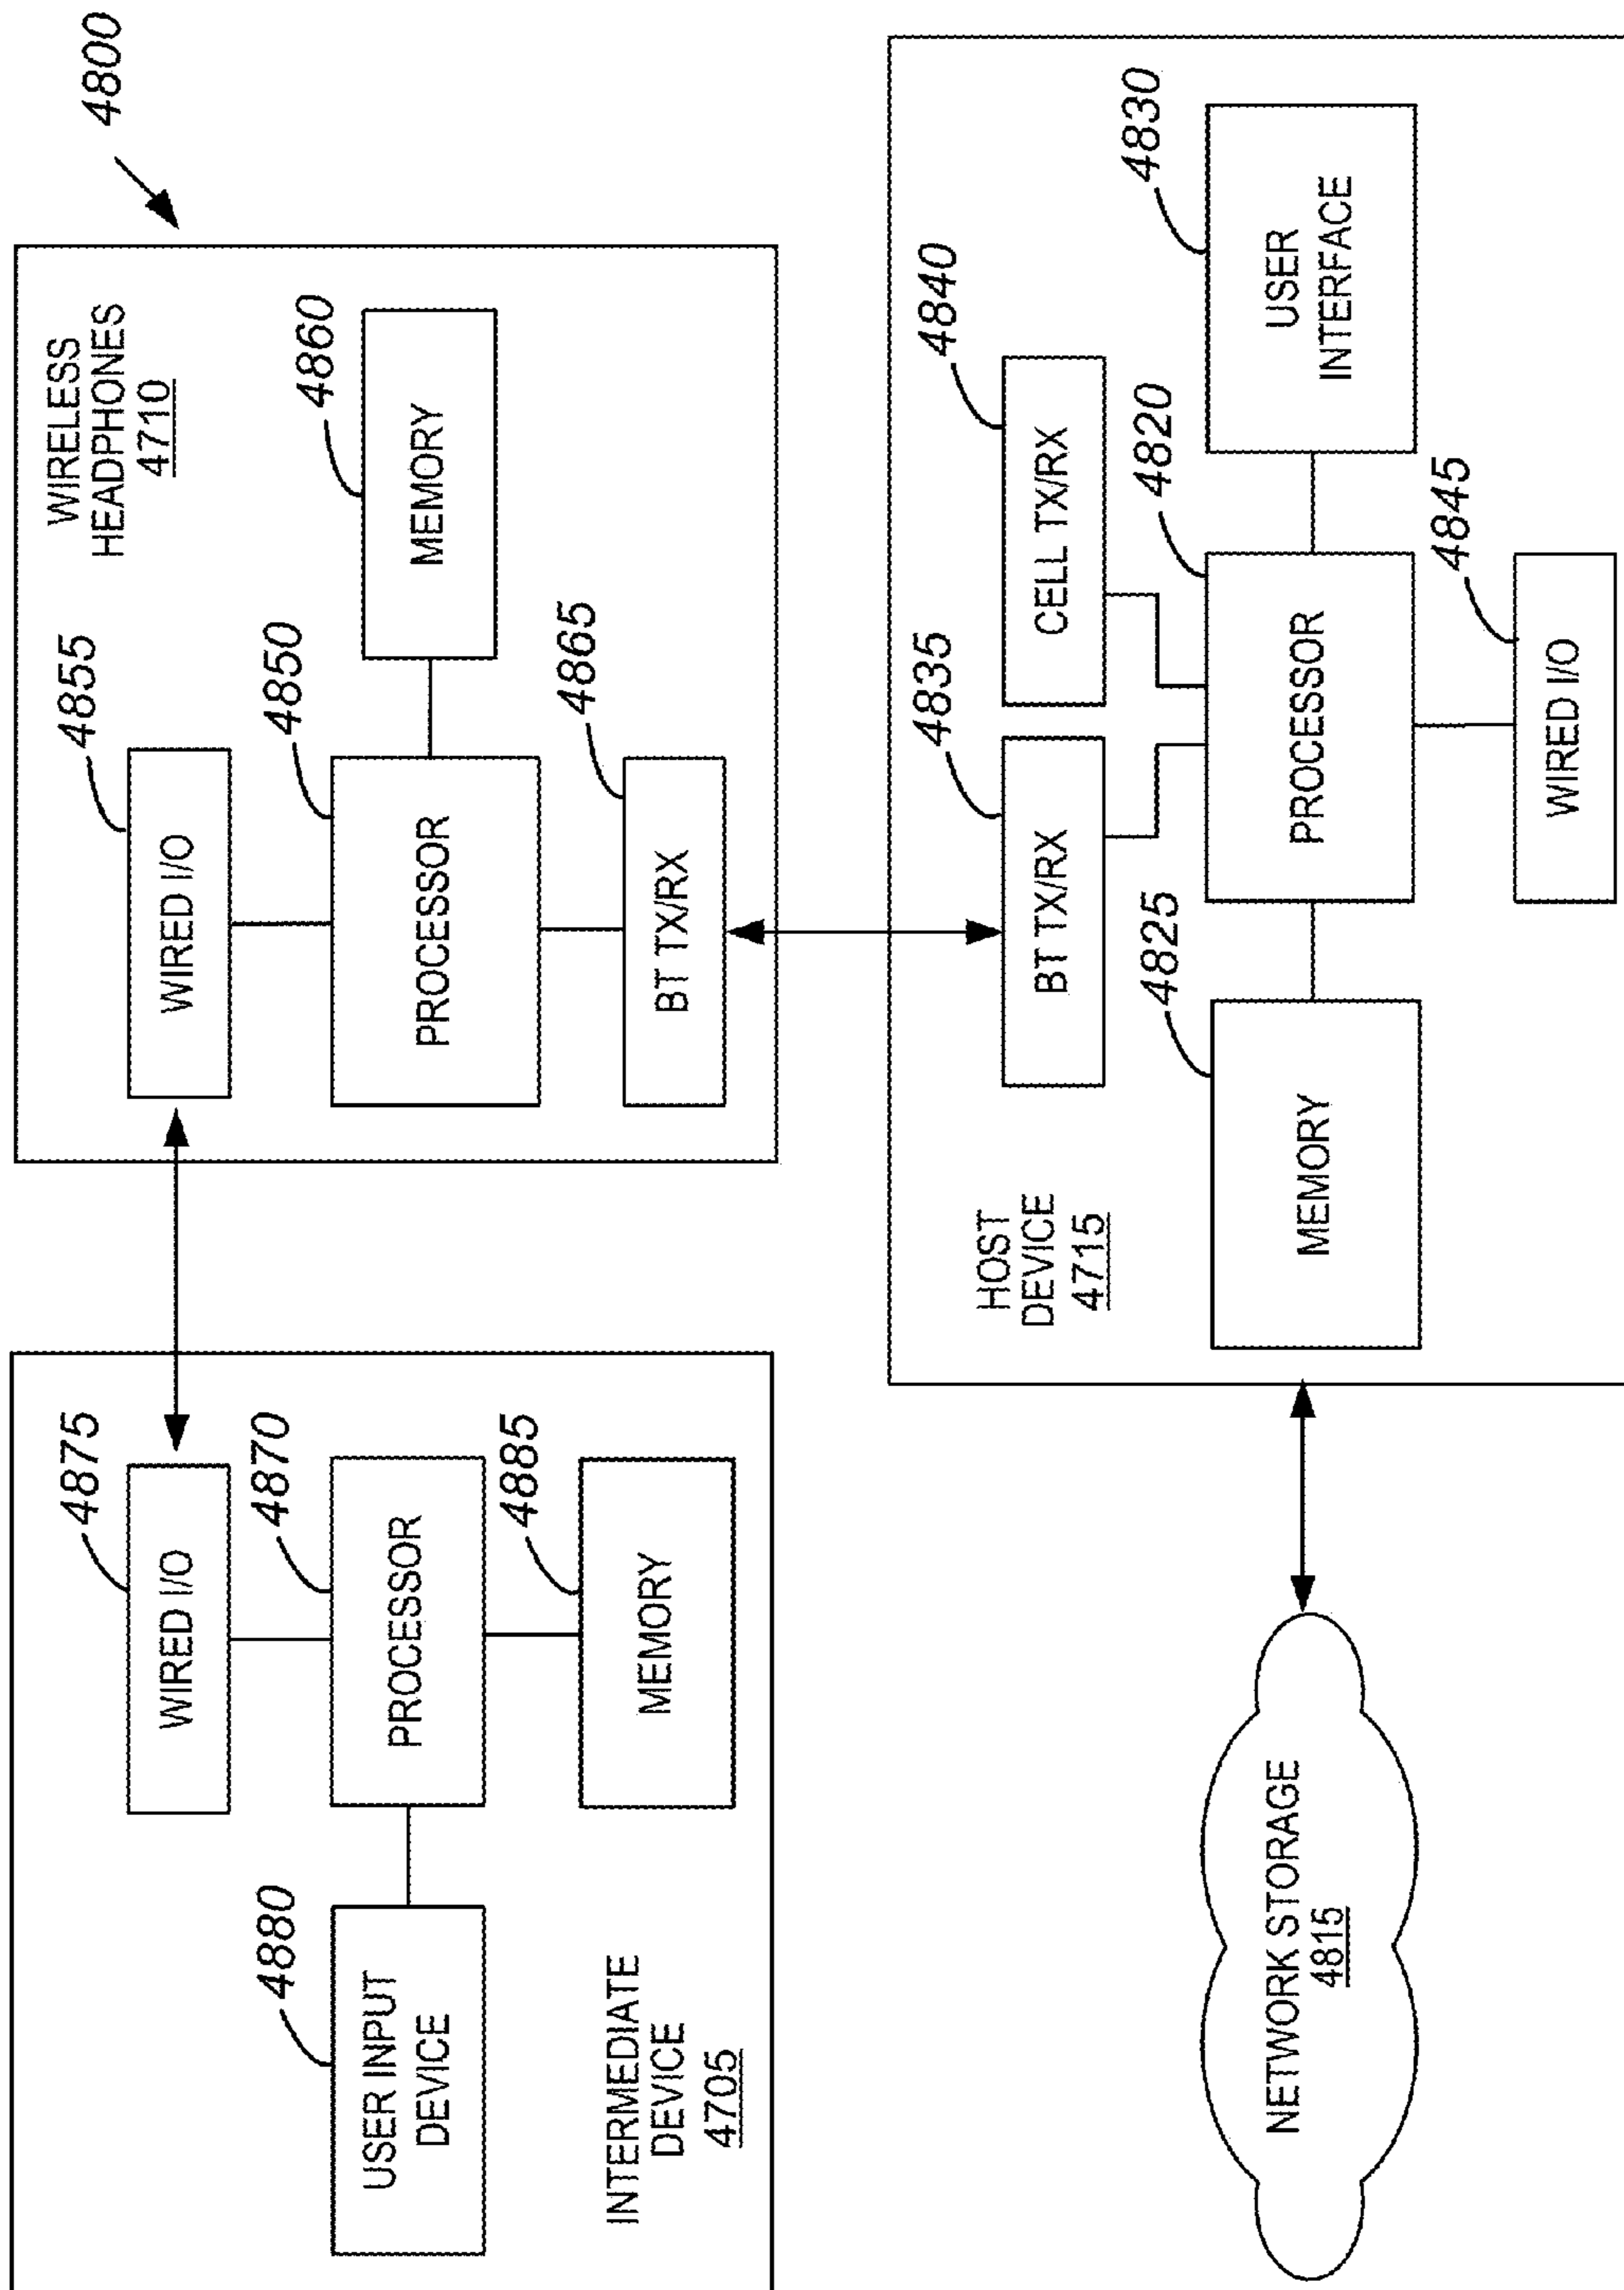 4800
INTERMEDIATE
DEVICE
4705
USER INPUT
DEVICE
4880
WIRED I/O
4875
PROCESSOR
4870
MEMORY
4885
WIRELESS
HEADPHONES
4710
WIRED I/O
4855
PROCESSOR
4850
MEMORY
4860
BT TX/RX
4865
HOST
DEVICE
4715
BT TX/RX
4835
CELL TX/RX
4840
MEMORY
4825
PROCESSOR
4820
USER
INTERFACE
4830
WIRED I/O
4845
NETWORK STORAGE
4815